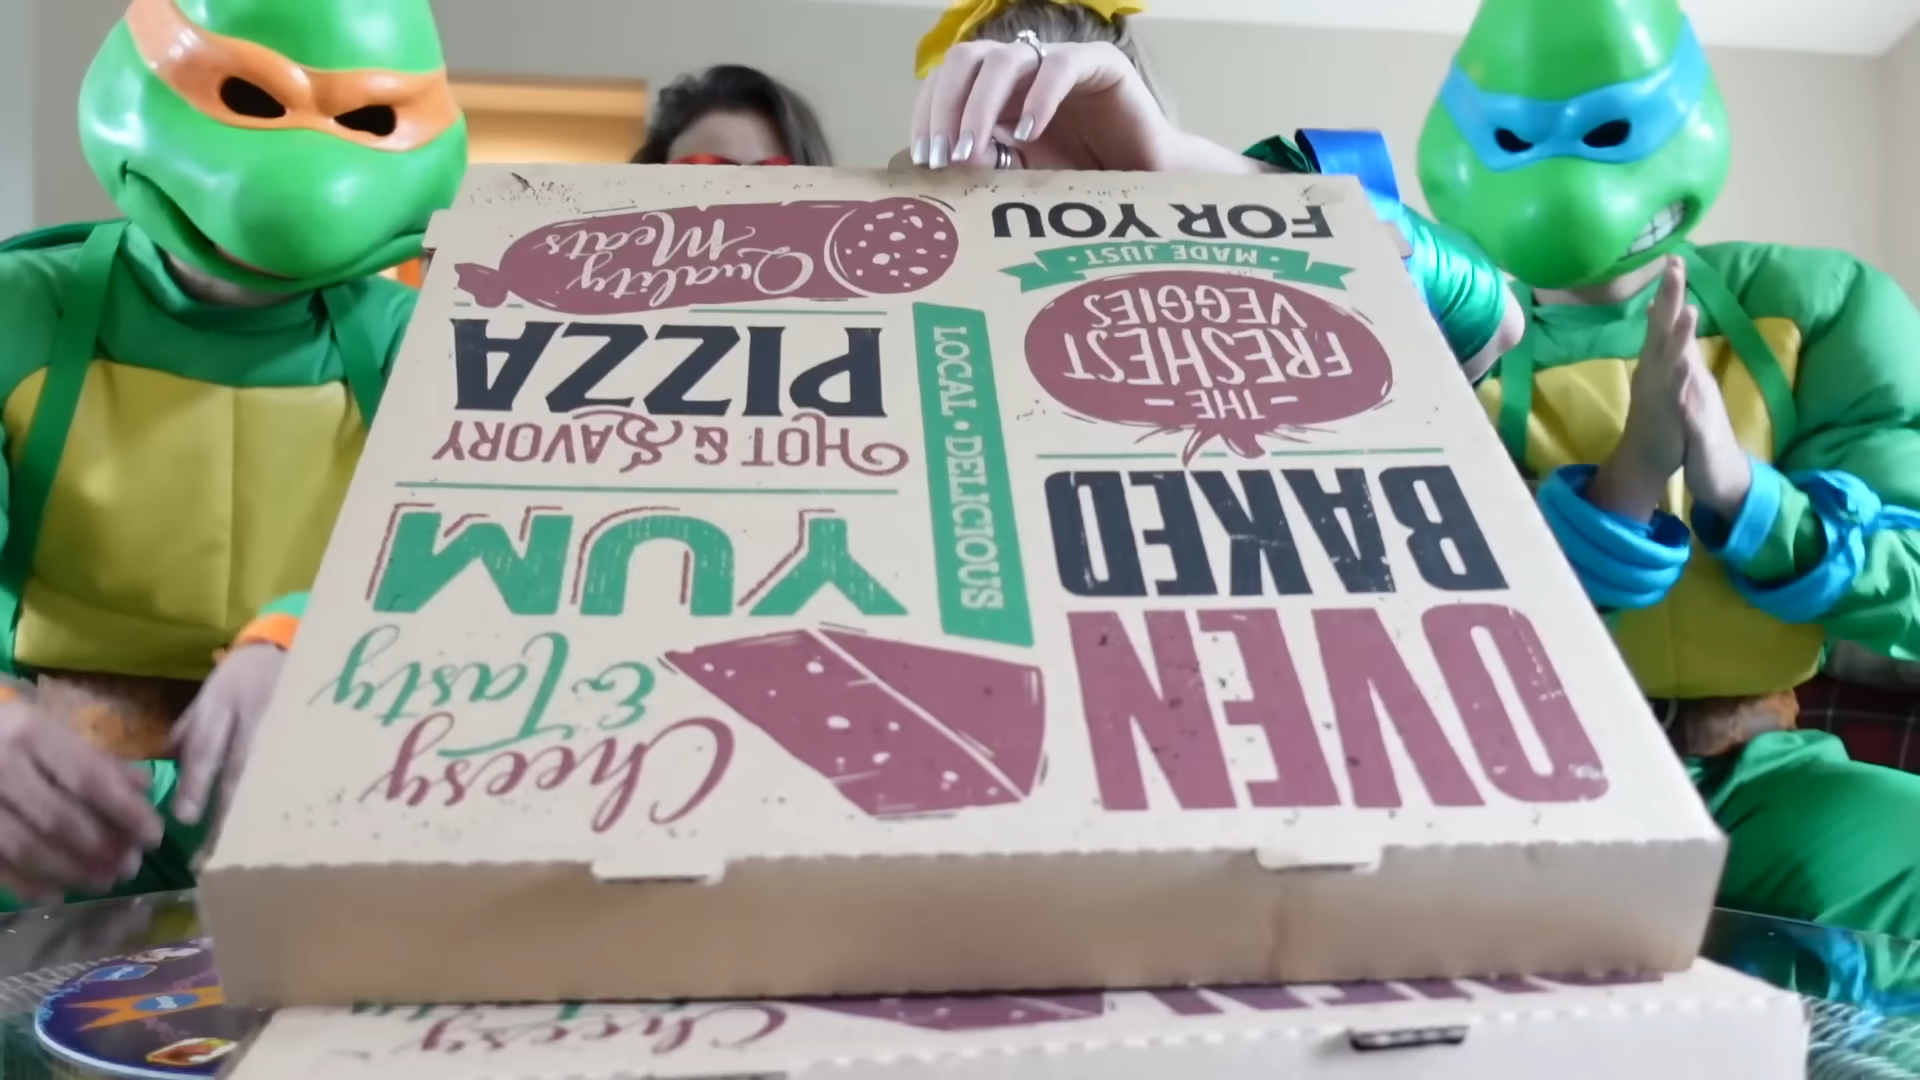 OVEN
BAKED
- THE -
FRESHEST
VEGGIES
· MADE JUST ·
FOR YOU
LOCAL · DELICIOUS
Cheesy
& Tasty
YUM
HOT & SAVORY
PIZZA
Quality
Meats
Cheesy